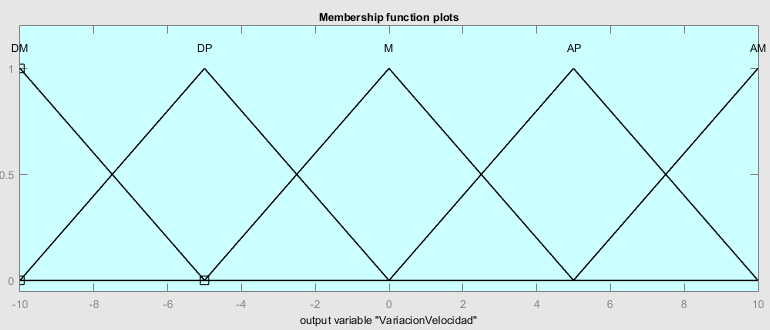 Membership function plots
DM DP M AP AM
1
0.5
0
-10 -8 -6 -4 -2 0 2 4 6 8 10
output variable "VariacionVelocidad"